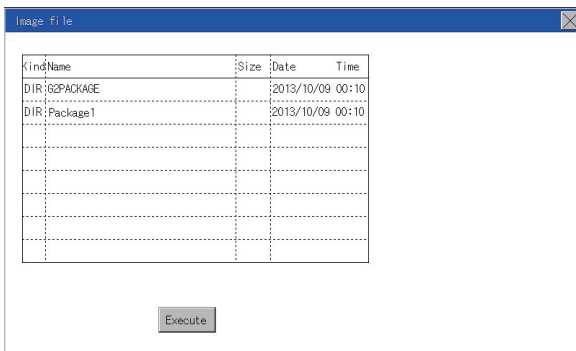 Image file
Kind Name Size Date Time
DIR G2PACKAGE 2013/10/09 00:10
DIR Package1 2013/10/09 00:10
Execute